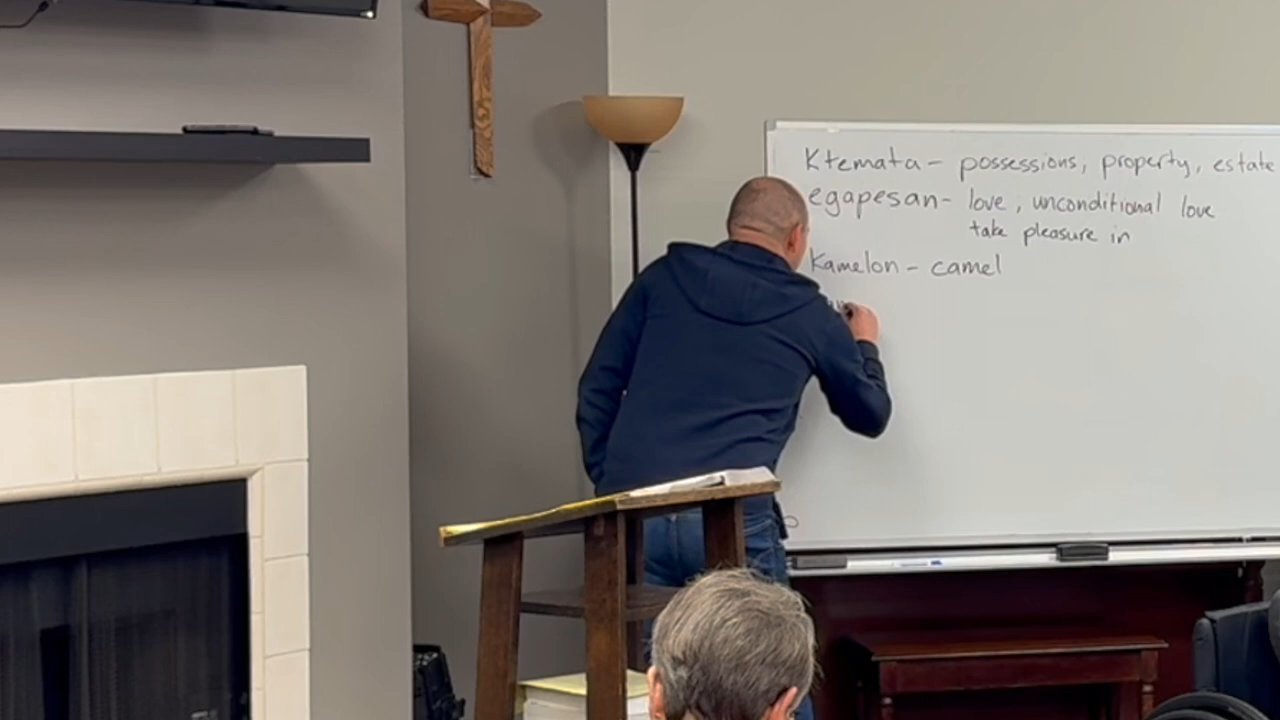 Ktemata - possessions, property, estate
egapesan - love, unconditional love
take pleasure in
Kamelon - camel